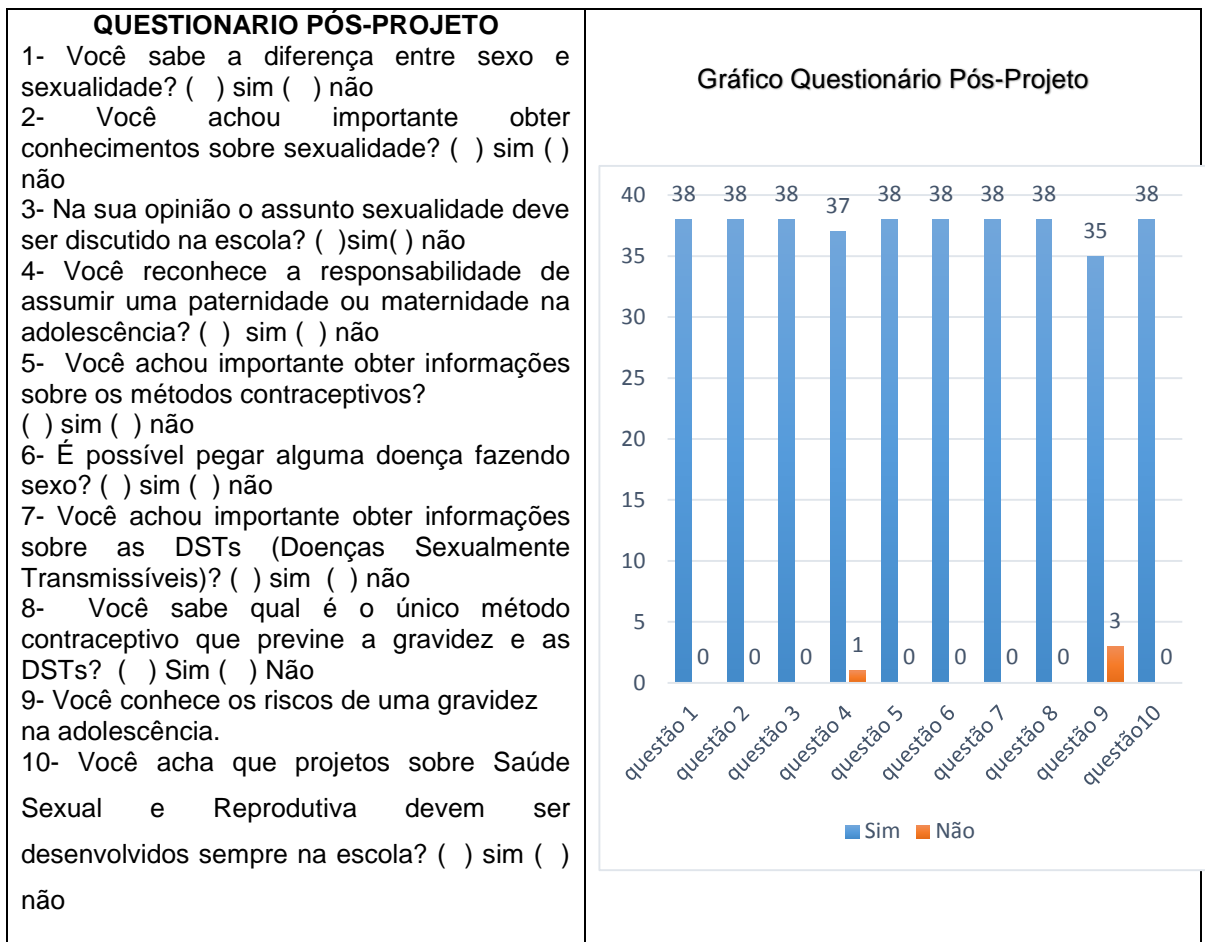 QUESTIONARIO PÓS-PROJETO
1- Você sabe a diferença entre sexo e
sexualidade? ( ) sim ( ) não
2- Você achou importante obter
conhecimentos sobre sexualidade? ( ) sim ( )
não
3- Na sua opinião o assunto sexualidade deve
ser discutido na escola? ( )sim( ) não
4- Você reconhece a responsabilidade de
assumir uma paternidade ou maternidade na
adolescência? ( ) sim ( ) não
5- Você achou importante obter informações
sobre os métodos contraceptivos?
( ) sim ( ) não
6- É possível pegar alguma doença fazendo
sexo? ( ) sim ( ) não
7- Você achou importante obter informações
sobre as DSTs (Doenças Sexualmente
Transmissíveis)? ( ) sim ( ) não
8- Você sabe qual é o único método
contraceptivo que previne a gravidez e as
DSTs? ( ) Sim ( ) Não
9- Você conhece os riscos de uma gravidez
na adolescência.
10- Você acha que projetos sobre Saúde
Sexual e Reprodutiva devem ser
desenvolvidos sempre na escola? ( ) sim ( )
não
Gráfico Questionário Pós-Projeto
38 38 38 37 38 38 38 38 35 38
0 0 0 1 0 0 0 0 3 0
40
35
30
25
20
15
10
5
0
questão 1 questão 2 questão 3 questão 4 questão 5 questão 6 questão 7 questão 8 questão 9 questão10
Sim Não